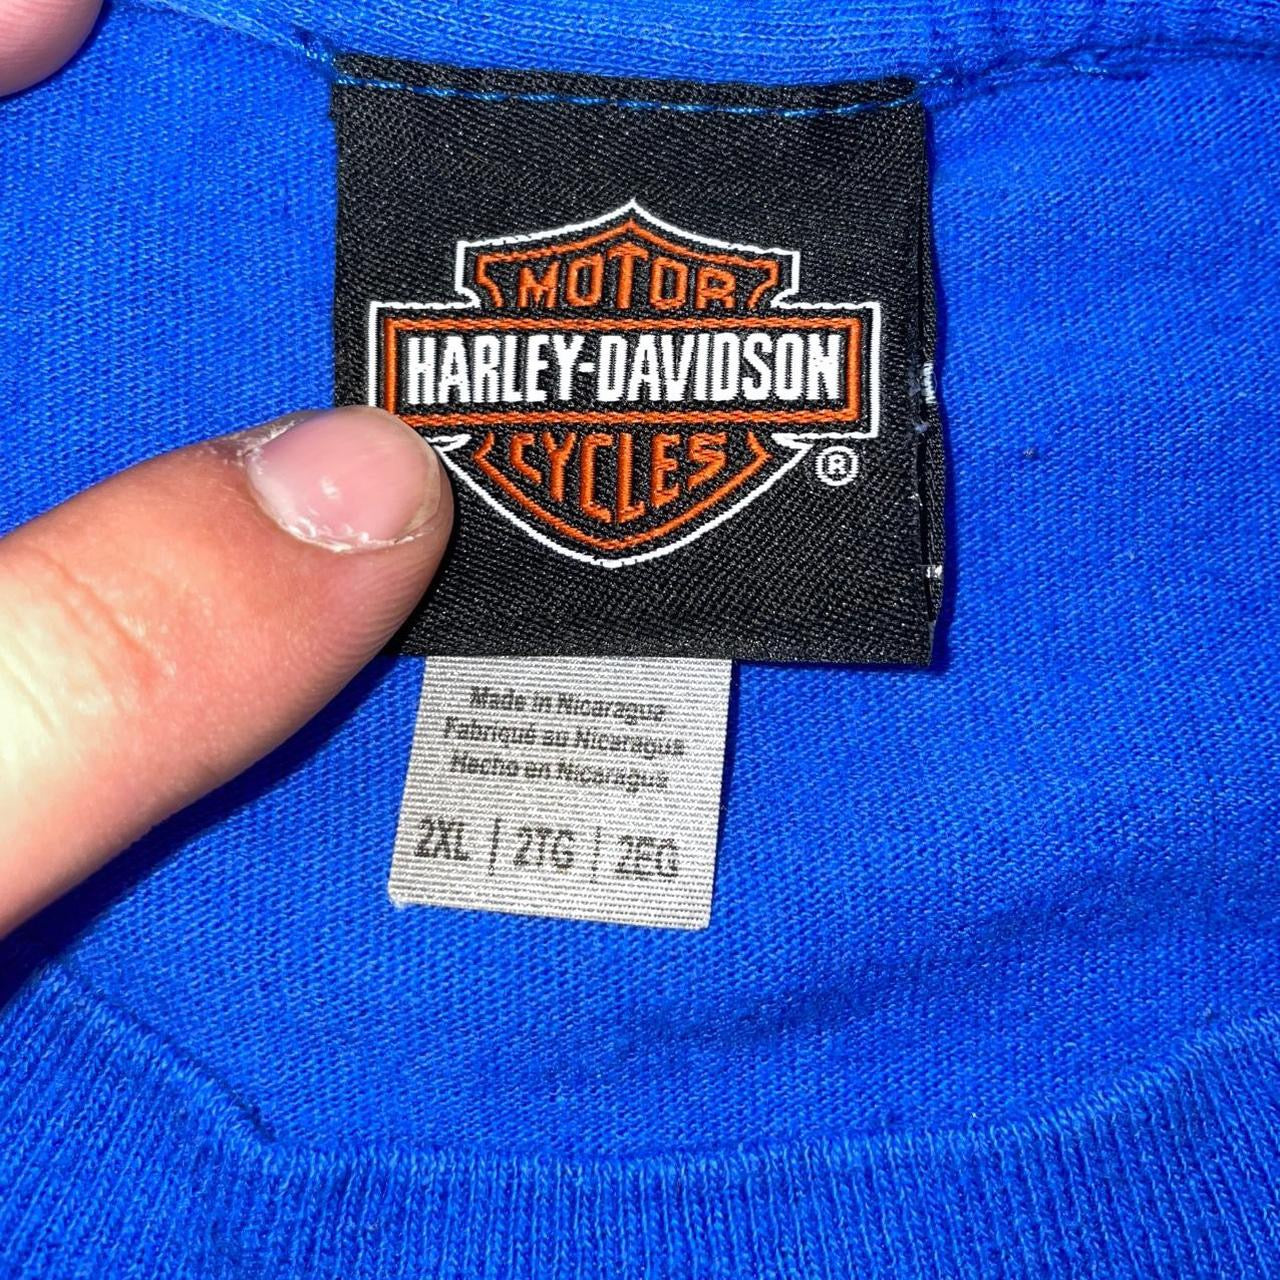 MOTOR
HARLEY-DAVIDSON
CYCLES
®
Made in Nicaragua
Fabriqué au Nicaragua
Hecho en Nicaragua
2XL | 2TG | 2EG